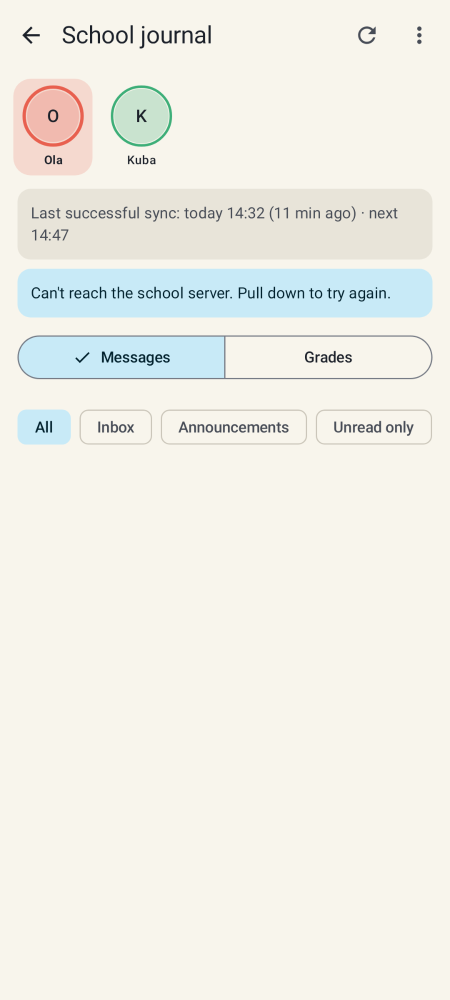 School journal
O
K
Ola
Kuba
Last successful sync: today 14:32 (11 min ago) · next
14:47
Can't reach the school server. Pull down to try again.
Messages
Grades
All
Inbox
Announcements
Unread only